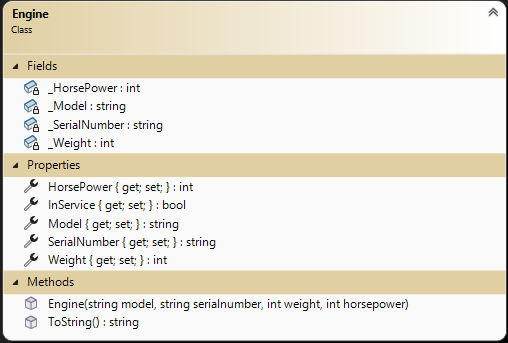 Engine
Class
Fields
_HorsePower : int
_Model : string
_SerialNumber : string
_Weight : int
Properties
HorsePower { get; set; } : int
InService { get; set; } : bool
Model { get; set; } : string
SerialNumber { get; set; } : string
Weight { get; set; } : int
Methods
Engine(string model, string serialnumber, int weight, int horsepower)
ToString() : string